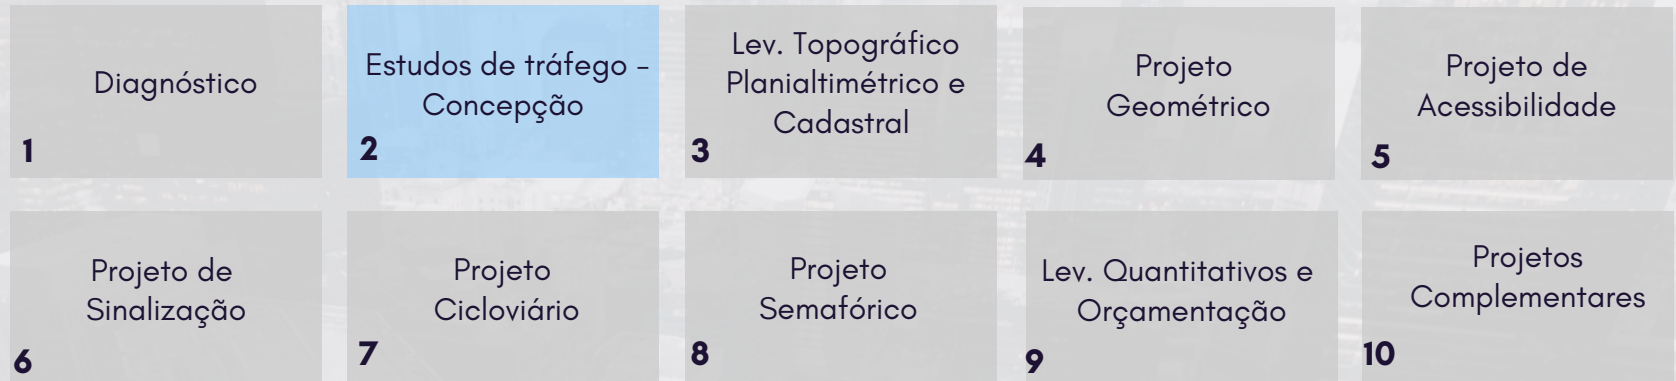 Diagnóstico
1
Estudos de tráfego -
Concepção
2
Lev. Topográfico
Planialtimétrico e
Cadastral
3
Projeto
Geométrico
4
Projeto de
Acessibilidade
5
Projeto de
Sinalização
6
Projeto
Cicloviário
7
Projeto
Semafórico
8
Lev. Quantitativos e
Orçamentação
9
Projetos
Complementares
10